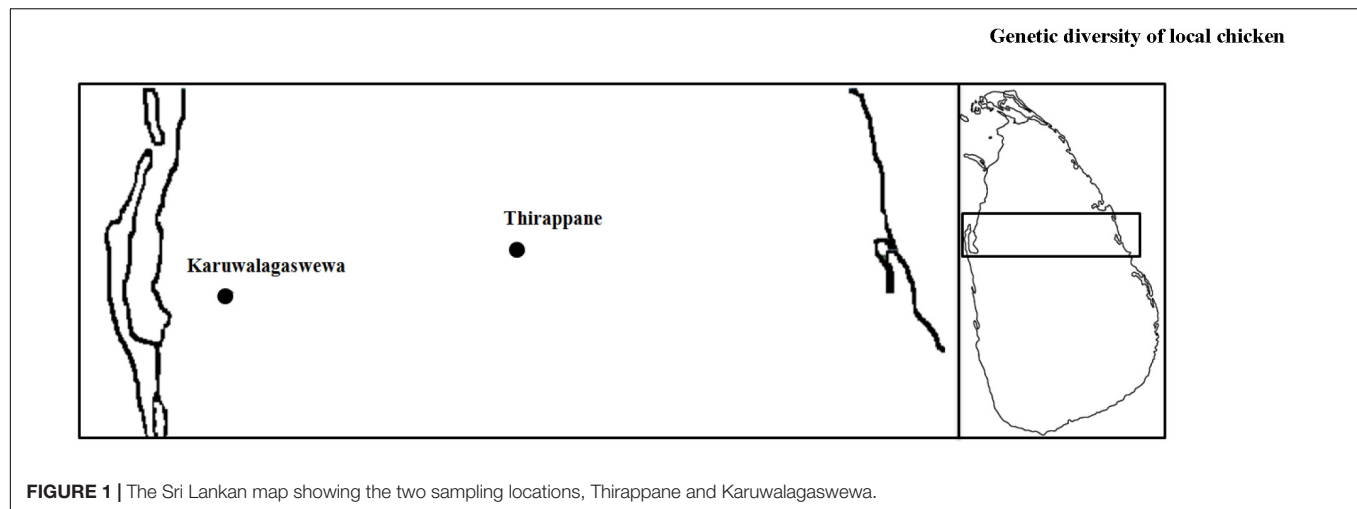 Genetic diversity of local chicken
Thirappane
Karuwalagaswewa
FIGURE 1 | The Sri Lankan map showing the two sampling locations, Thirappane and Karuwalagaswewa.